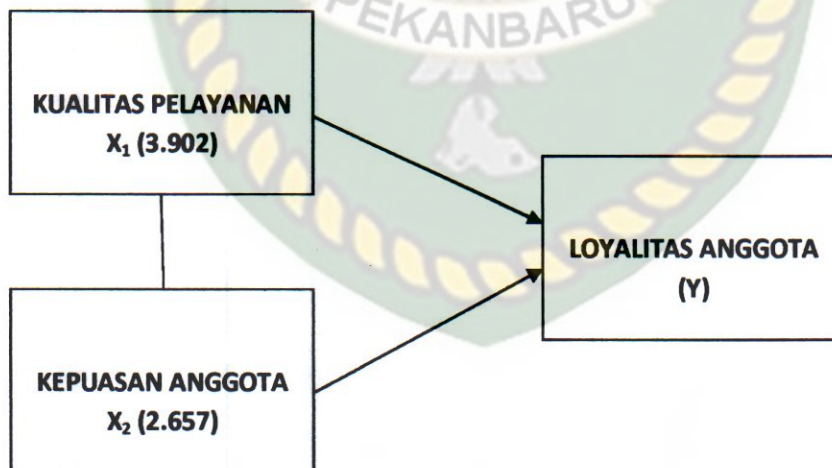 PEKANBARU
KUALITAS PELAYANAN
X₁ (3.902)
LOYALITAS ANGGOTA
(Y)
KEPUASAN ANGGOTA
X₂ (2.657)